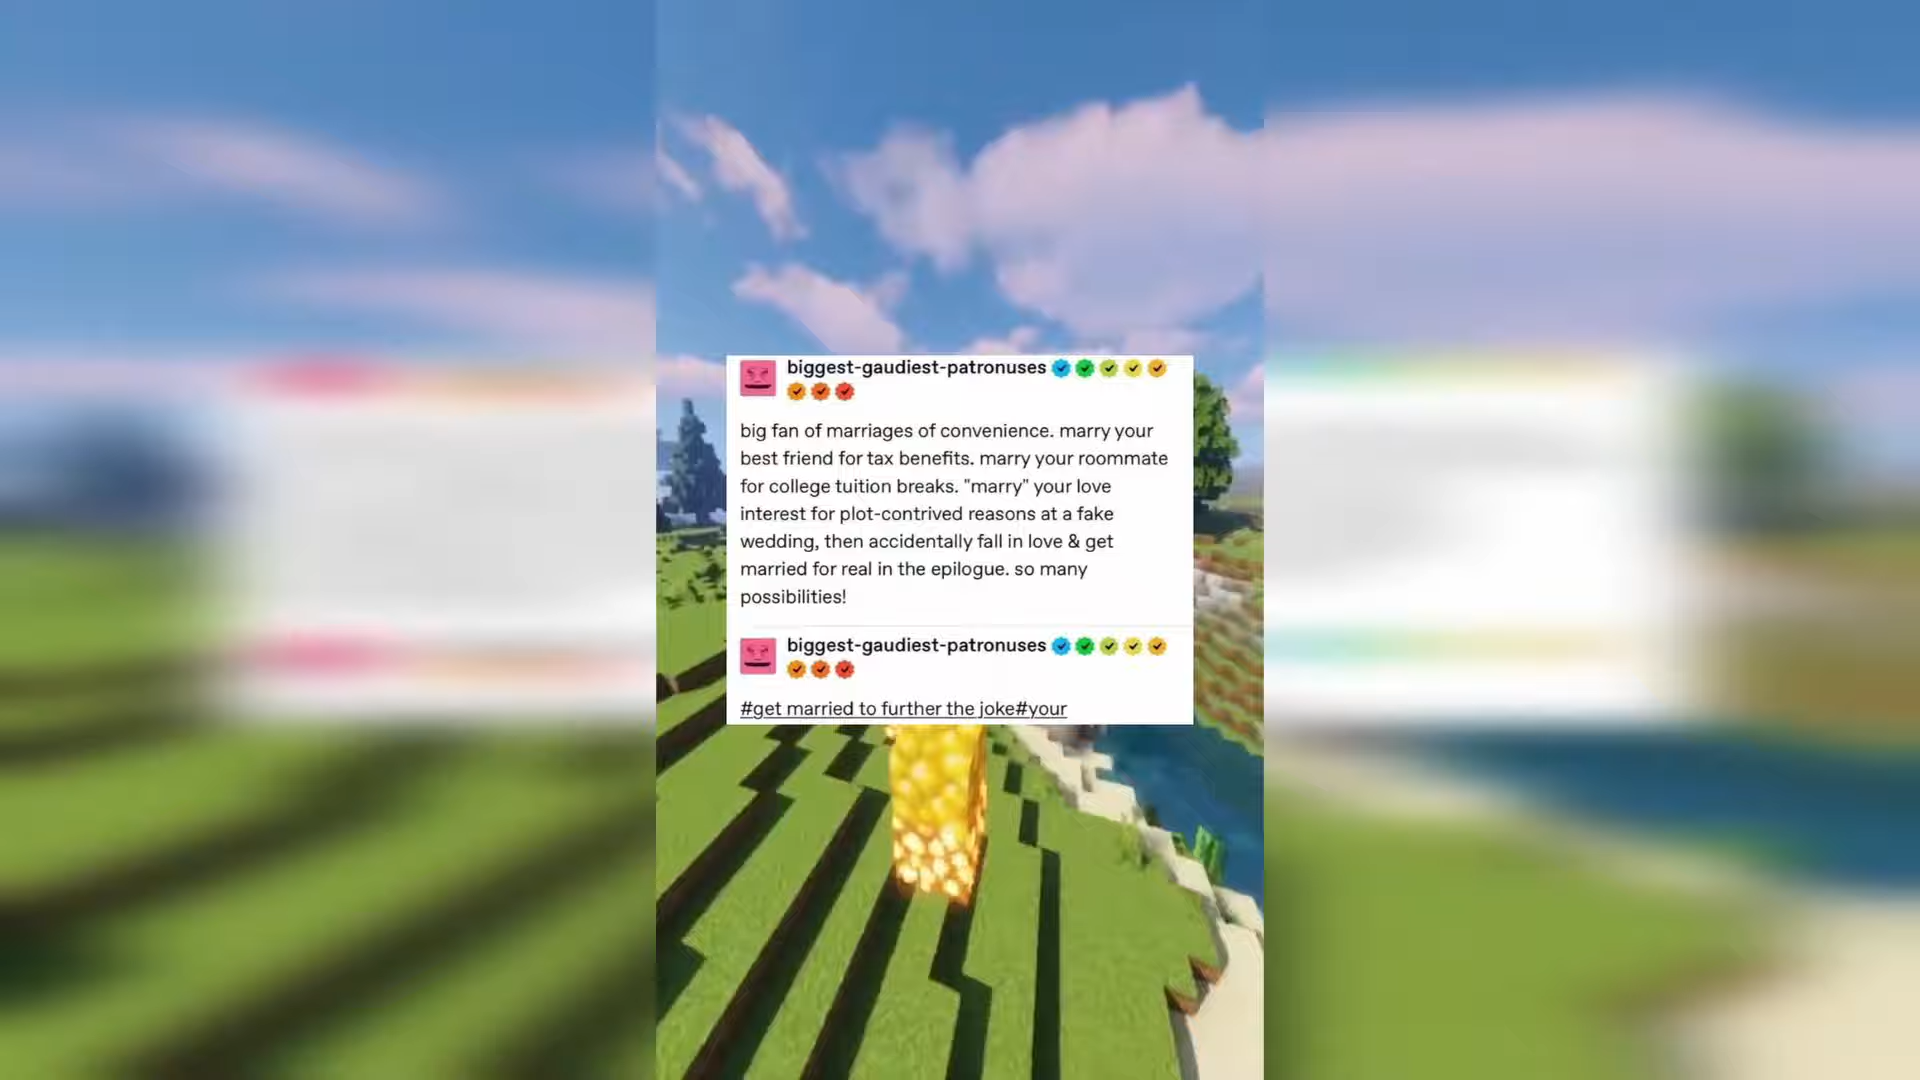 biggest-gaudiest-patronuses
big fan of marriages of convenience. marry your
best friend for tax benefits. marry your roommate
for college tuition breaks. "marry" your love
interest for plot-contrived reasons at a fake
wedding, then accidentally fall in love & get
married for real in the epilogue. so many
possibilities!
biggest-gaudiest-patronuses
#get married to further the joke#your